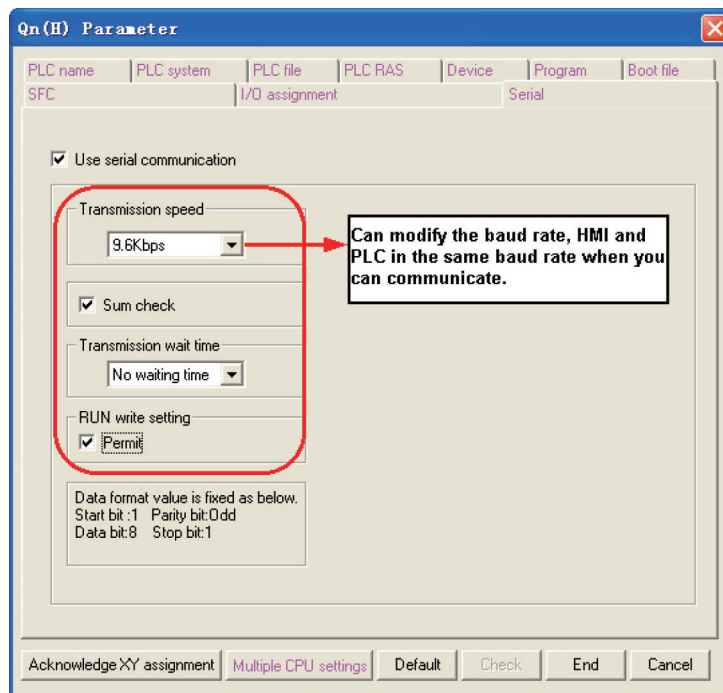 Qn(H) Parameter
PLC name PLC system PLC file PLC RAS Device Program Boot file
SFC I/O assignment Serial
Use serial communication
Transmission speed
9.6Kbps
Can modify the baud rate, HMI and
PLC in the same baud rate when you
can communicate.
Sum check
Transmission wait time
No waiting time
RUN write setting
Permit
Data format value is fixed as below.
Start bit :1 Parity bit:Odd
Data bit:8 Stop bit:1
Acknowledge XY assignment Multiple CPU settings Default Check End Cancel